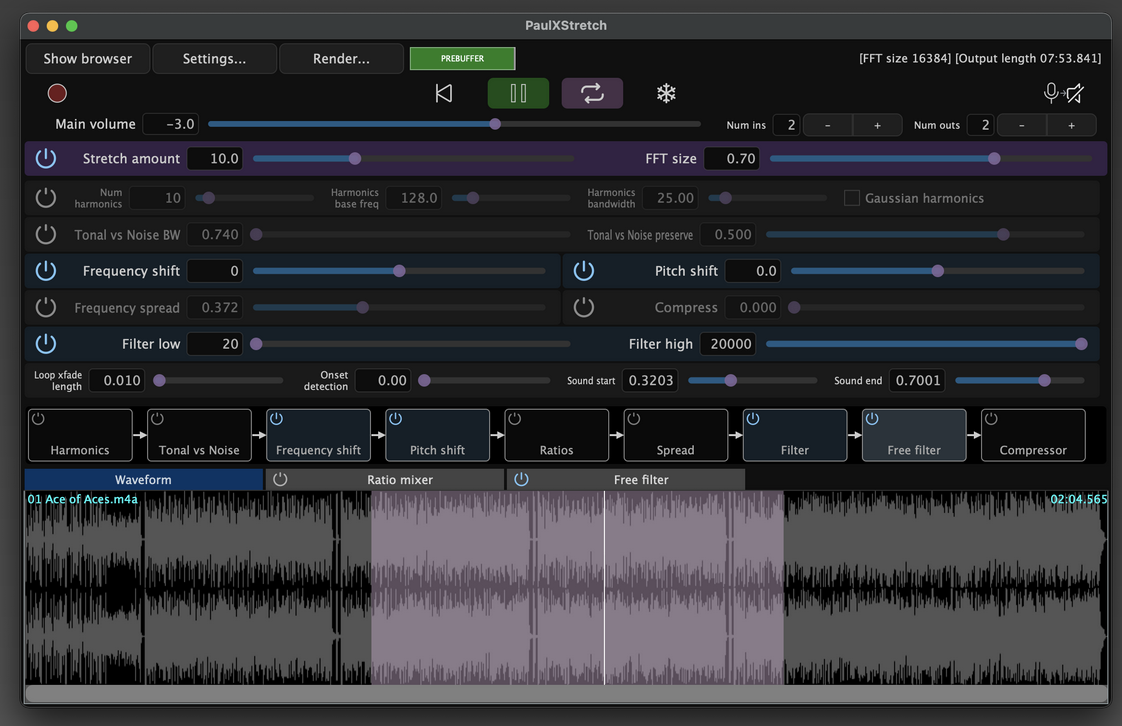 PaulXStretch
Show browser Settings... Render... PREBUFFER [FFT size 16384] [Output length 07:53.841]
Main volume -3.0 Num ins 2 - + Num outs 2 - +
Stretch amount 10.0 FFT size 0.70
Num harmonics 10 Harmonics base freq 128.0 Harmonics bandwidth 25.00 Gaussian harmonics
Tonal vs Noise BW 0.740 Tonal vs Noise preserve 0.500
Frequency shift 0 Pitch shift 0.0
Frequency spread 0.372 Compress 0.000
Filter low 20 Filter high 20000
Loop xfade length 0.010 Onset detection 0.00 Sound start 0.3203 Sound end 0.7001
Harmonics Tonal vs Noise Frequency shift Pitch shift Ratios Spread Filter Free filter Compressor
Waveform Ratio mixer Free filter
01 Ace of Aces.m4a 02:04.565